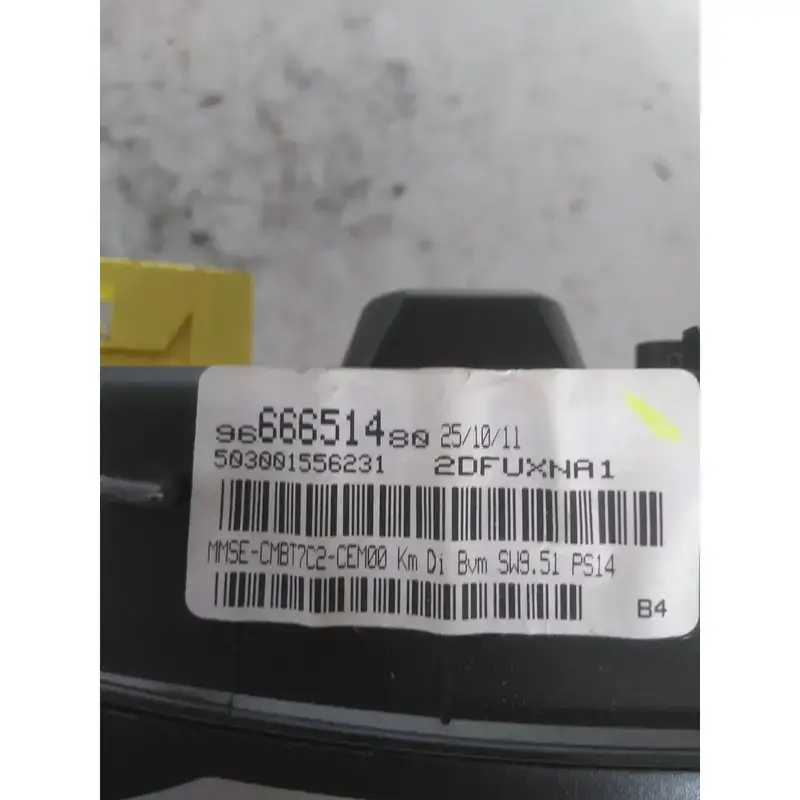 9666651480 25/10/11
503001556231 2DFUXNA1
MMSE-CMBT7C2-CEM00 Km Di Bvm SW9.51 PS14
B4